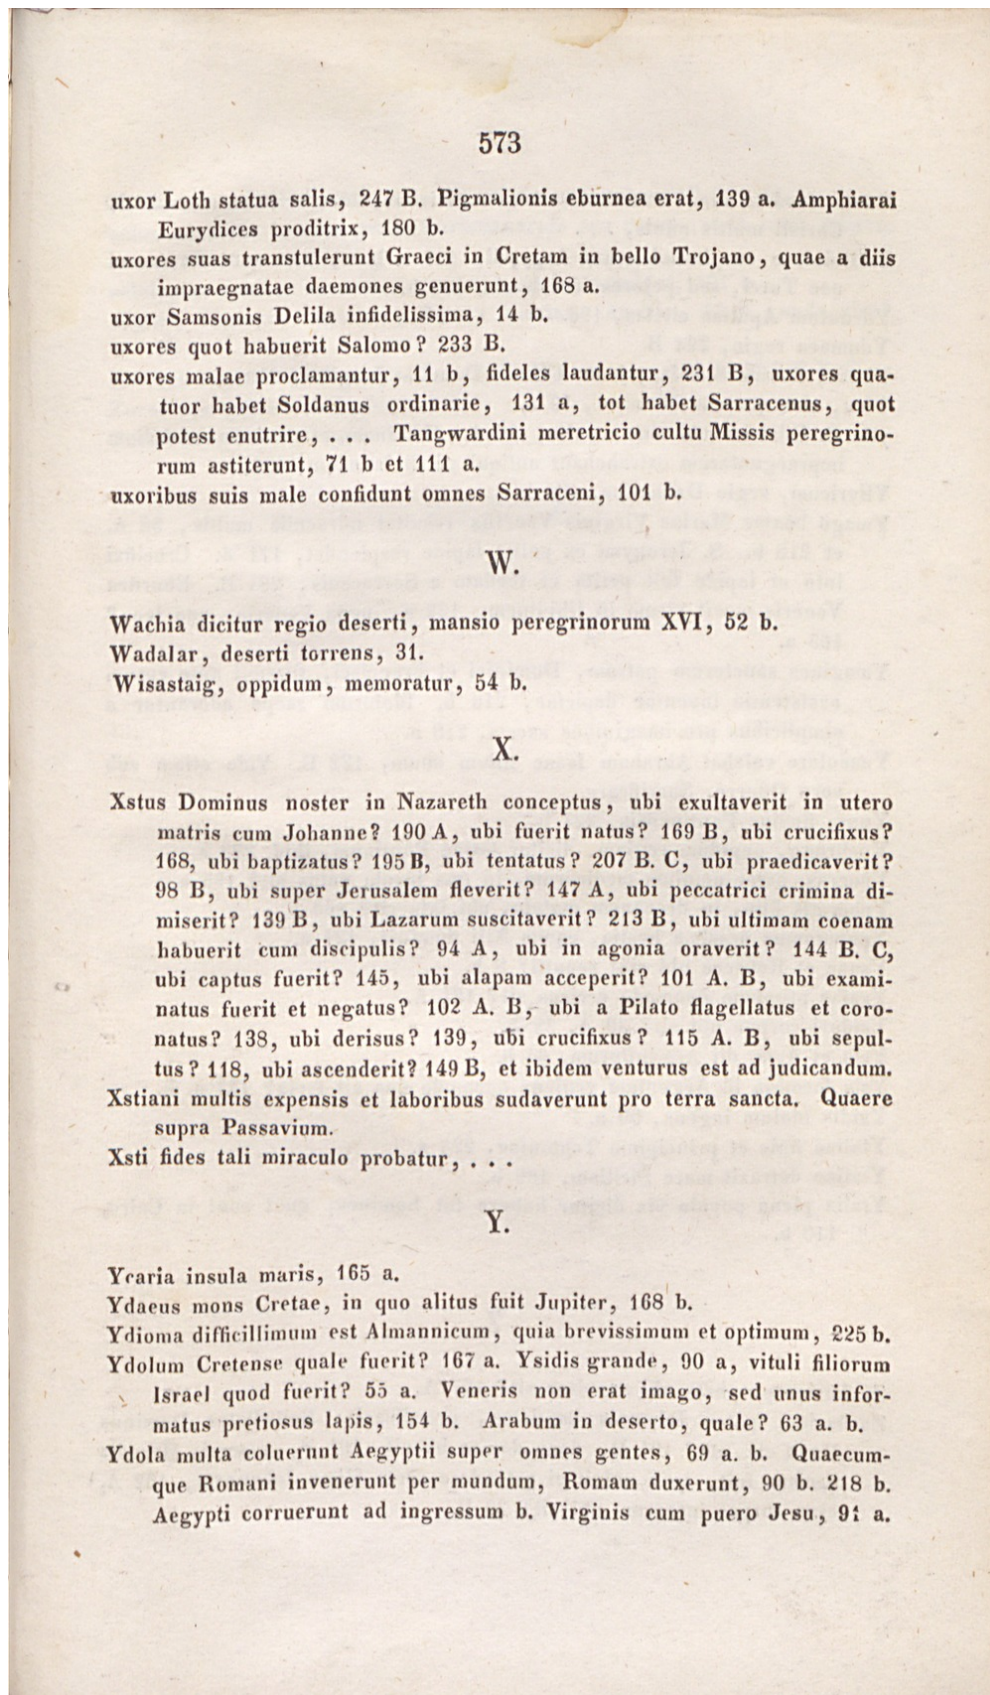 573
uxor Loth statua salis, 247 B. Pigmalionis eburnea erat, 139 a. Amphiarai
Eurydices proditrix, 180 b.
uxores suas transtulerunt Graeci in Cretam in bello Trojano, quae a diis
impraegnatae daemones genuerunt, 168 a.
uxor Samsonis Delila infidelissima, 14 b.
uxores quot habuerit Salomo? 233 B.
uxores malae proclamantur, 11 b, fideles laudantur, 231 B, uxores qua-
tuor habet Soldanus ordinarie, 131 a, tot habet Sarracenus, quot
potest enutrire, . . . Tangwardini meretricio cultu Missis peregrino-
rum astiterunt, 71 b et 111 a.
uxoribus suis male confidunt omnes Sarraceni, 101 b.
W.
Wachia dicitur regio deserti, mansio peregrinorum XVI, 52 b.
Wadalar, deserti torrens, 31.
Wisastaig, oppidum, memoratur, 54 b.
X.
Xstus Dominus noster in Nazareth conceptus, ubi exultaverit in utero
matris cum Johanne? 190 A, ubi fuerit natus? 169 B, ubi crucifixus?
168, ubi baptizatus? 195 B, ubi tentatus? 207 B. C, ubi praedicaverit?
98 B, ubi super Jerusalem fleverit? 147 A, ubi peccatrici crimina di-
miserit? 139 B, ubi Lazarum suscitaverit? 213 B, ubi ultimam coenam
habuerit cum discipulis? 94 A, ubi in agonia oraverit? 144 B. C,
ubi captus fuerit? 145, ubi alapam acceperit? 101 A. B, ubi exami-
natus fuerit et negatus? 102 A. B, ubi a Pilato flagellatus et coro-
natus? 138, ubi derisus? 139, ubi crucifixus? 115 A. B, ubi sepul-
tus? 118, ubi ascenderit? 149 B, et ibidem venturus est ad judicandum.
Xstiani multis expensis et laboribus sudaverunt pro terra sancta. Quaere
supra Passavium.
Xsti fides tali miraculo probatur, . . .
Y.
Ycaria insula maris, 165 a.
Ydaeus mons Cretae, in quo alitus fuit Jupiter, 168 b.
Ydioma difficillimum est Almannicum, quia brevissimum et optimum, 225 b.
Ydolum Cretense quale fuerit? 167 a. Ysidis grande, 90 a, vituli filiorum
Israel quod fuerit? 55 a. Veneris non erat imago, sed unus infor-
matus pretiosus lapis, 154 b. Arabum in deserto, quale? 63 a. b.
Ydola multa coluerunt Aegyptii super omnes gentes, 69 a. b. Quaecum-
que Romani invenerunt per mundum, Romam duxerunt, 90 b. 218 b.
Aegypti corruerunt ad ingressum b. Virginis cum puero Jesu, 91 a.